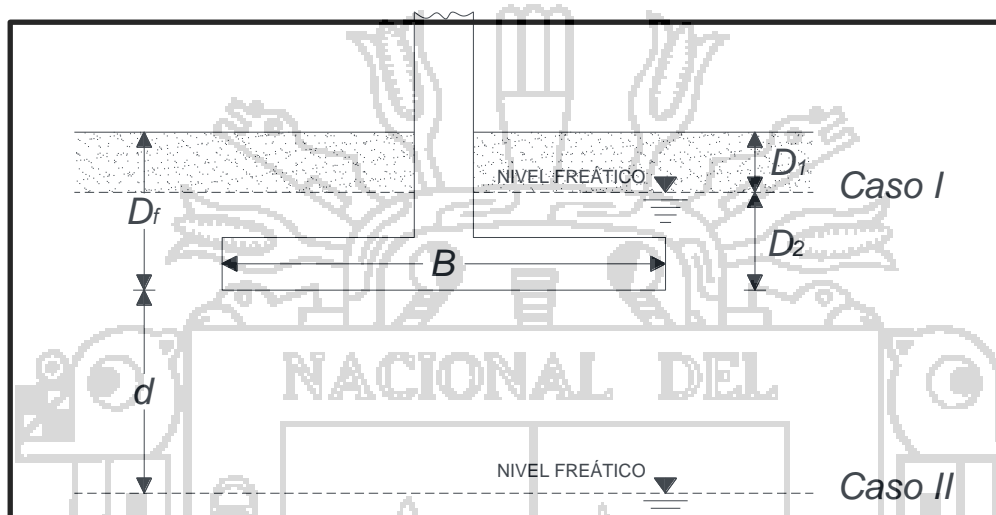 NIVEL FREÁTICO
D1
Caso I
Df
D2
B
NACIONAL DEL
d
NIVEL FREÁTICO
Caso II